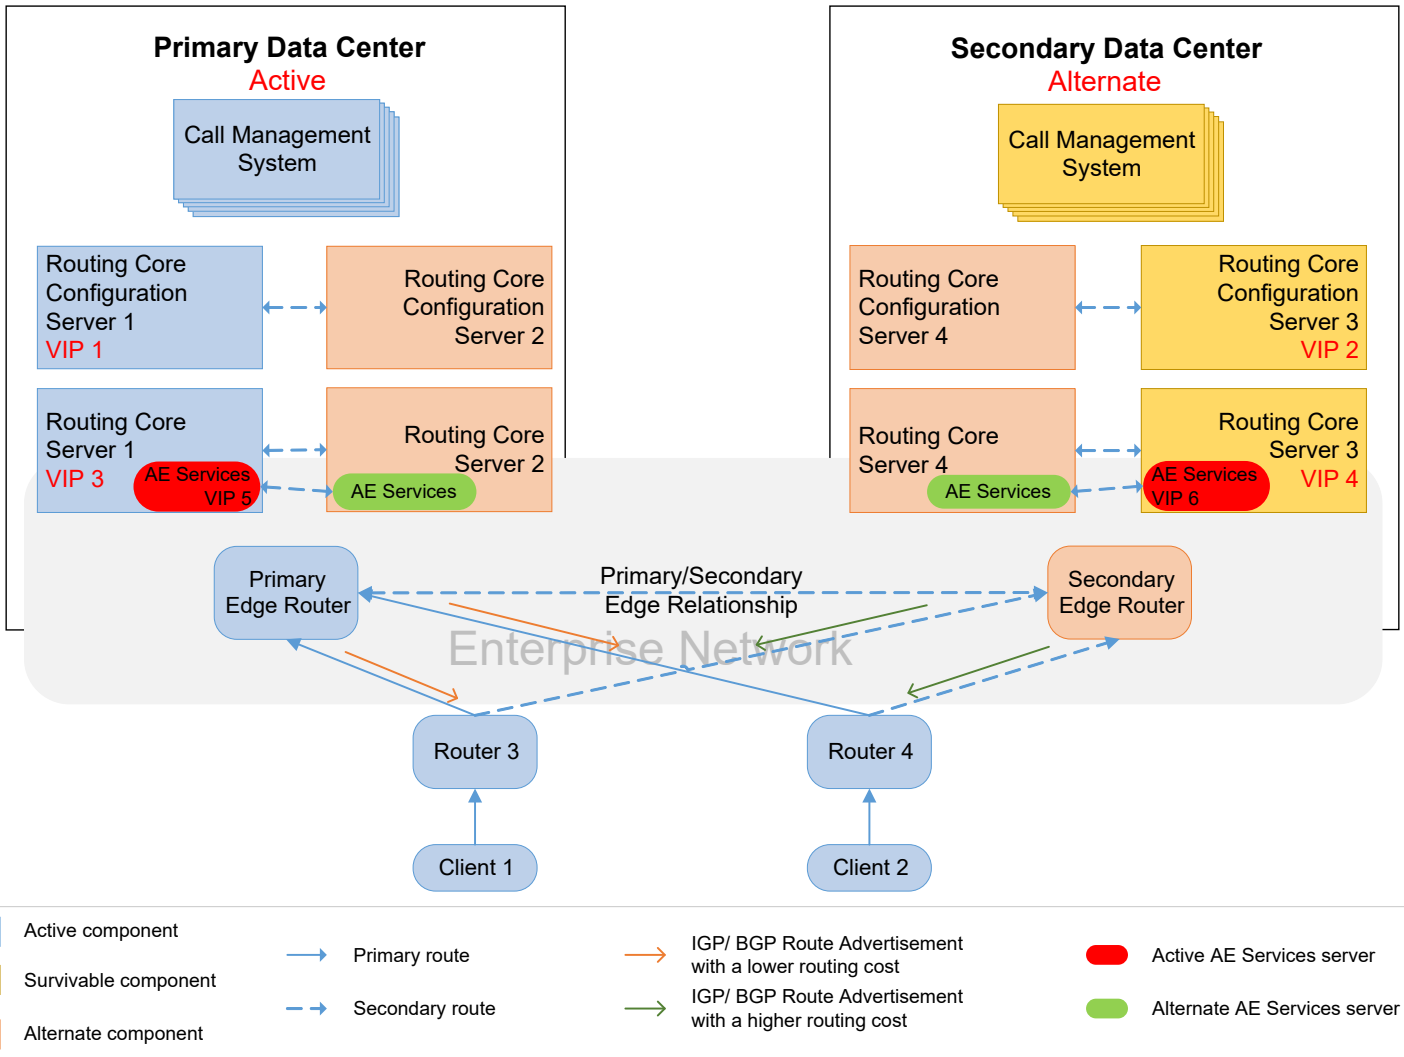 Primary Data Center
Active
Call Management
System
Routing Core
Configuration
Server 1
VIP 1
Routing Core
Configuration
Server 2
Routing Core
Server 1
VIP 3
AE Services
VIP 5
Routing Core
Server 2
AE Services
Secondary Data Center
Alternate
Call Management
System
Routing Core
Configuration
Server 4
Routing Core
Configuration
Server 3
VIP 2
Routing Core
Server 4
AE Services
Routing Core
Server 3
VIP 4
AE Services
VIP 6
Primary
Edge Router
Primary/Secondary
Edge Relationship
Secondary
Edge Router
Enterprise Network
Router 3
Router 4
Client 1
Client 2
Active component
Survivable component
Alternate component
Primary route
Secondary route
IGP/ BGP Route Advertisement
with a lower routing cost
IGP/ BGP Route Advertisement
with a higher routing cost
Active AE Services server
Alternate AE Services server